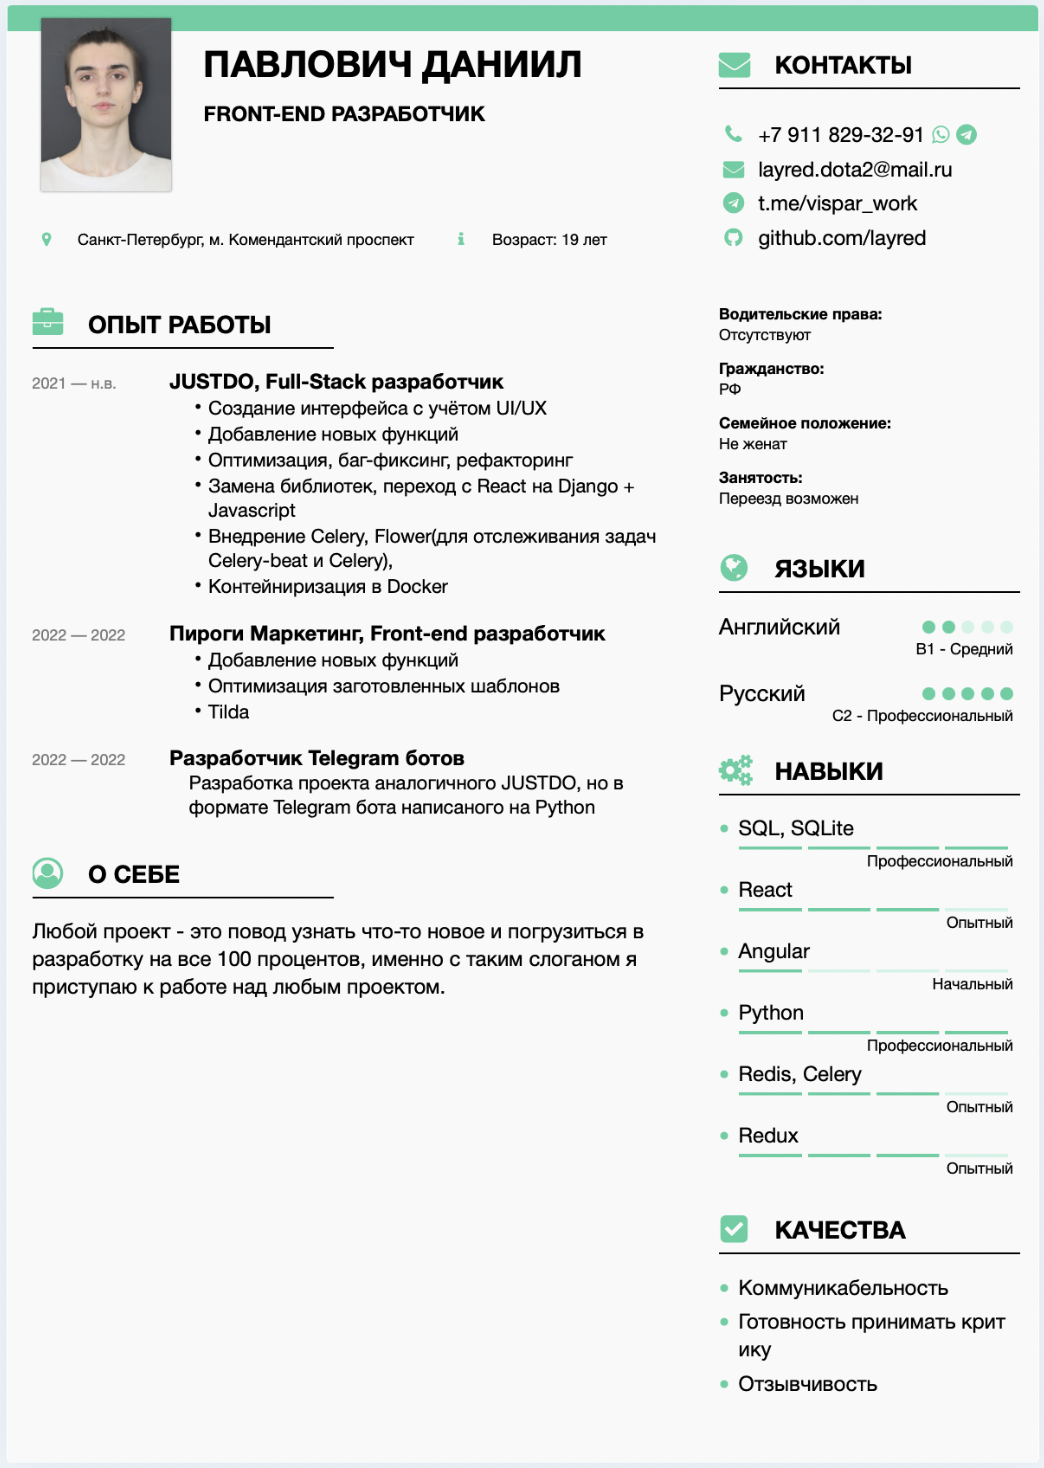 ПАВЛОВИЧ ДАНИИЛ
FRONT-END РАЗРАБОТЧИК
Санкт-Петербург, м. Комендантский проспект
Возраст: 19 лет
ОПЫТ РАБОТЫ
2021 — н.в.
JUSTDO, Full-Stack разработчик
• Создание интерфейса с учётом UI/UX
• Добавление новых функций
• Оптимизация, баг-фиксинг, рефакторинг
• Замена библиотек, переход с React на Django +
Javascript
• Внедрение Celery, Flower(для отслеживания задач
Celery-beat и Celery),
• Контейниризация в Docker
2022 — 2022
Пироги Маркетинг, Front-end разработчик
• Добавление новых функций
• Оптимизация заготовленных шаблонов
• Tilda
2022 — 2022
Разработчик Telegram ботов
Разработка проекта аналогичного JUSTDO, но в
формате Telegram бота написаного на Python
О СЕБЕ
Любой проект - это повод узнать что-то новое и погрузиться в
разработку на все 100 процентов, именно с таким слоганом я
приступаю к работе над любым проектом.
КОНТАКТЫ
+7 911 829-32-91
layred.dota2@mail.ru
t.me/vispar_work
github.com/layred
Водительские права:
Отсутствуют
Гражданство:
РФ
Семейное положение:
Не женат
Занятость:
Переезд возможен
ЯЗЫКИ
Английский
B1 - Средний
Русский
C2 - Профессиональный
НАВЫКИ
• SQL, SQLite
Профессиональный
• React
Опытный
• Angular
Начальный
• Python
Профессиональный
• Redis, Celery
Опытный
• Redux
Опытный
КАЧЕСТВА
• Коммуникабельность
• Готовность принимать крит
ику
• Отзывчивость